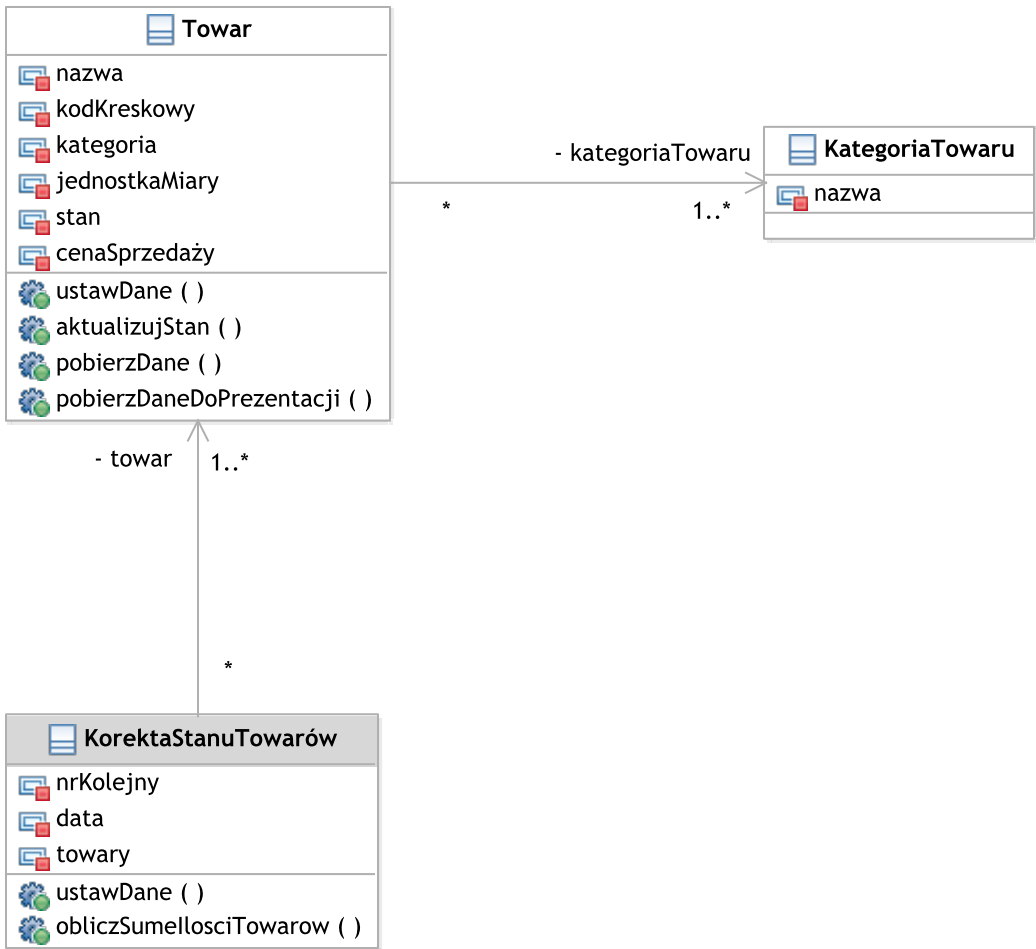 Towar
nazwa
kodKreskowy
kategoria
jednostkaMiary
stan
cenaSprzedaży
ustawDane ( )
aktualizujStan ( )
pobierzDane ( )
pobierzDaneDoPrezentacji ( )
- kategoriaTowaru
*
1..*
KategoriaTowaru
nazwa
- towar
1..*
*
KorektaStanuTowarów
nrKolejny
data
towary
ustawDane ( )
obliczSumeIlosciTowarow ( )